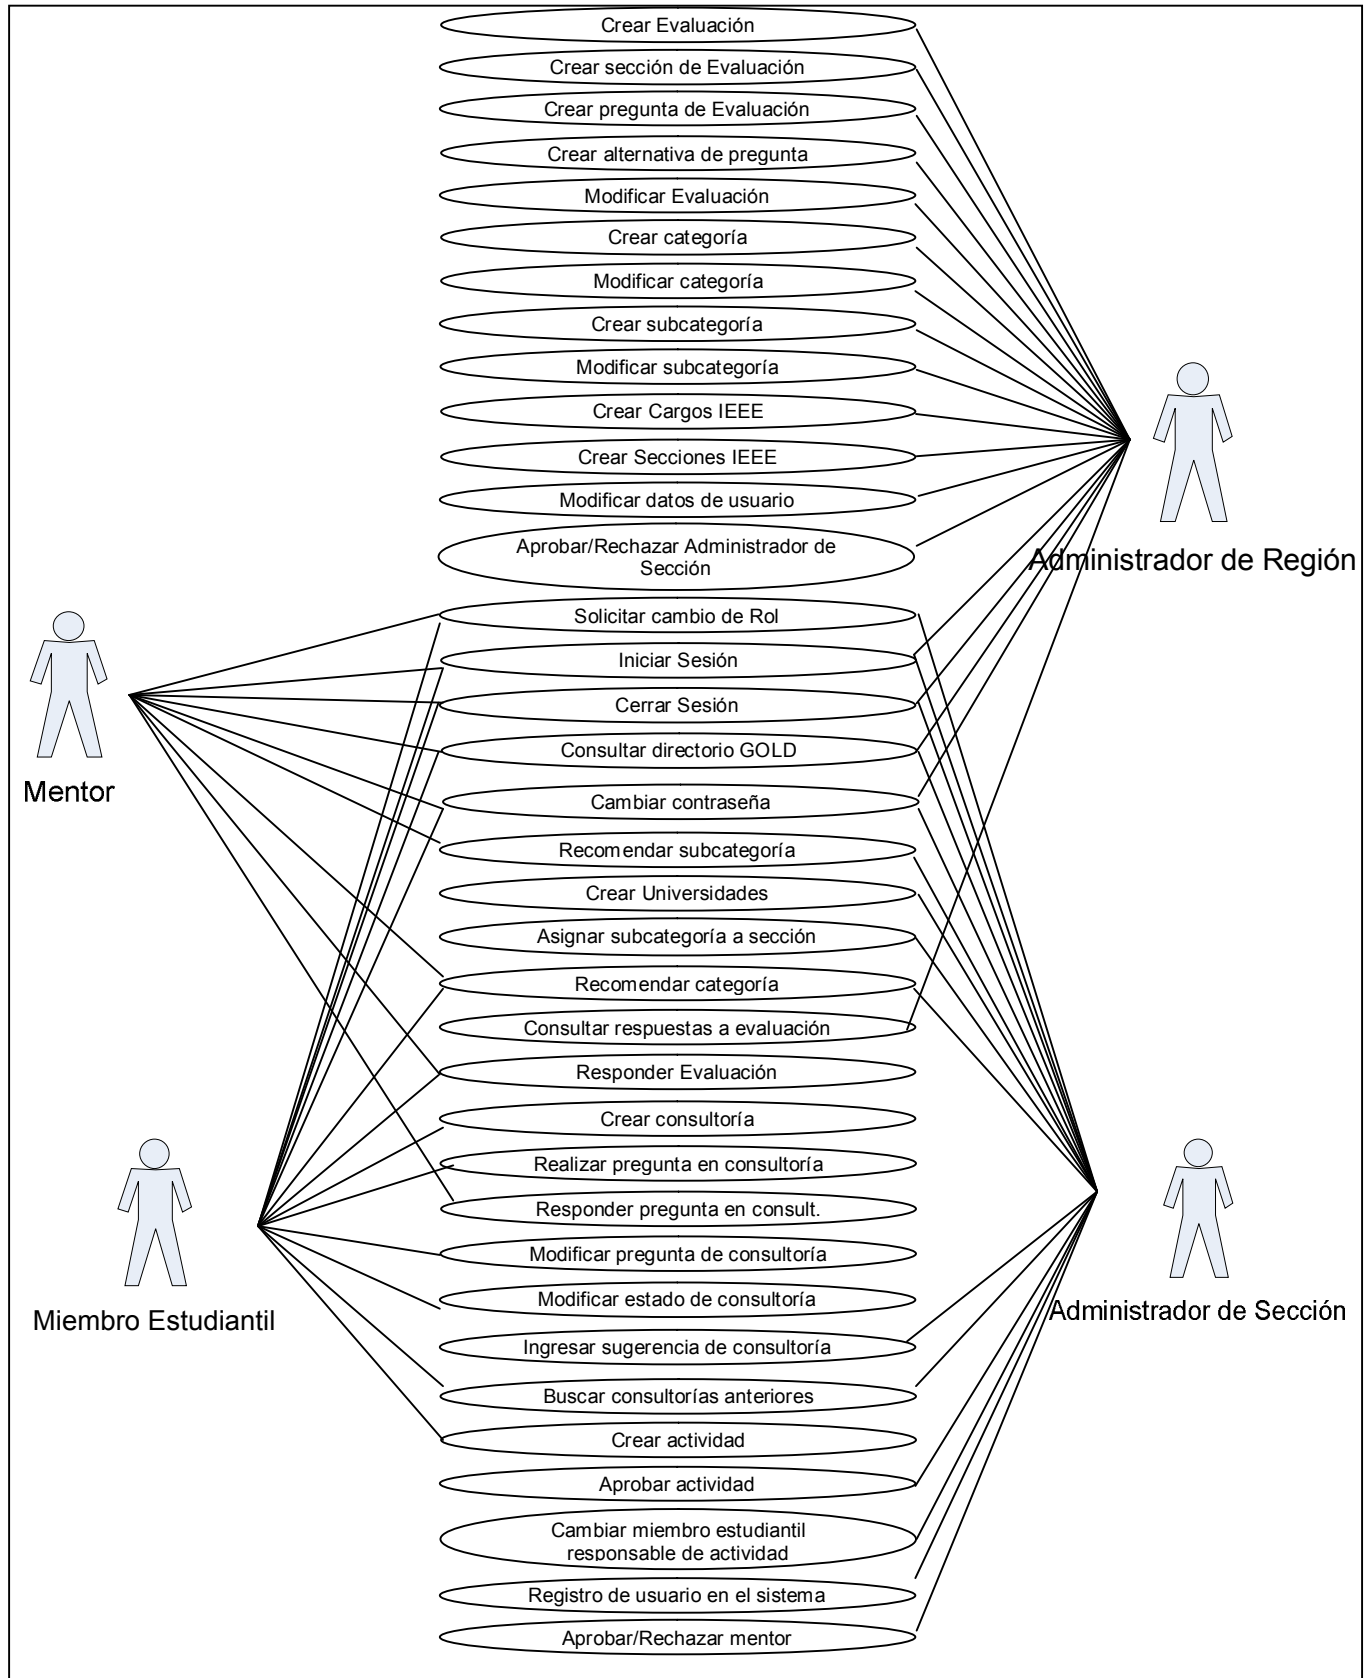 Crear Evaluación
Crear sección de Evaluación
Crear pregunta de Evaluación
Crear alternativa de pregunta
Modificar Evaluación
Crear categoría
Modificar categoría
Crear subcategoría
Modificar subcategoría
Crear Cargos IEEE
Crear Secciones IEEE
Modificar datos de usuario
Aprobar/Rechazar Administrador de
Sección
Administrador de Región
Solicitar cambio de Rol
Iniciar Sesión
Cerrar Sesión
Consultar directorio GOLD
Mentor
Cambiar contraseña
Recomendar subcategoría
Crear Universidades
Asignar subcategoría a sección
Recomendar categoría
Consultar respuestas a evaluación
Responder Evaluación
Crear consultoría
Realizar pregunta en consultoría
Responder pregunta en consult.
Modificar pregunta de consultoría
Modificar estado de consultoría
Miembro Estudiantil
Administrador de Sección
Ingresar sugerencia de consultoría
Buscar consultorías anteriores
Crear actividad
Aprobar actividad
Cambiar miembro estudiantil
responsable de actividad
Registro de usuario en el sistema
Aprobar/Rechazar mentor